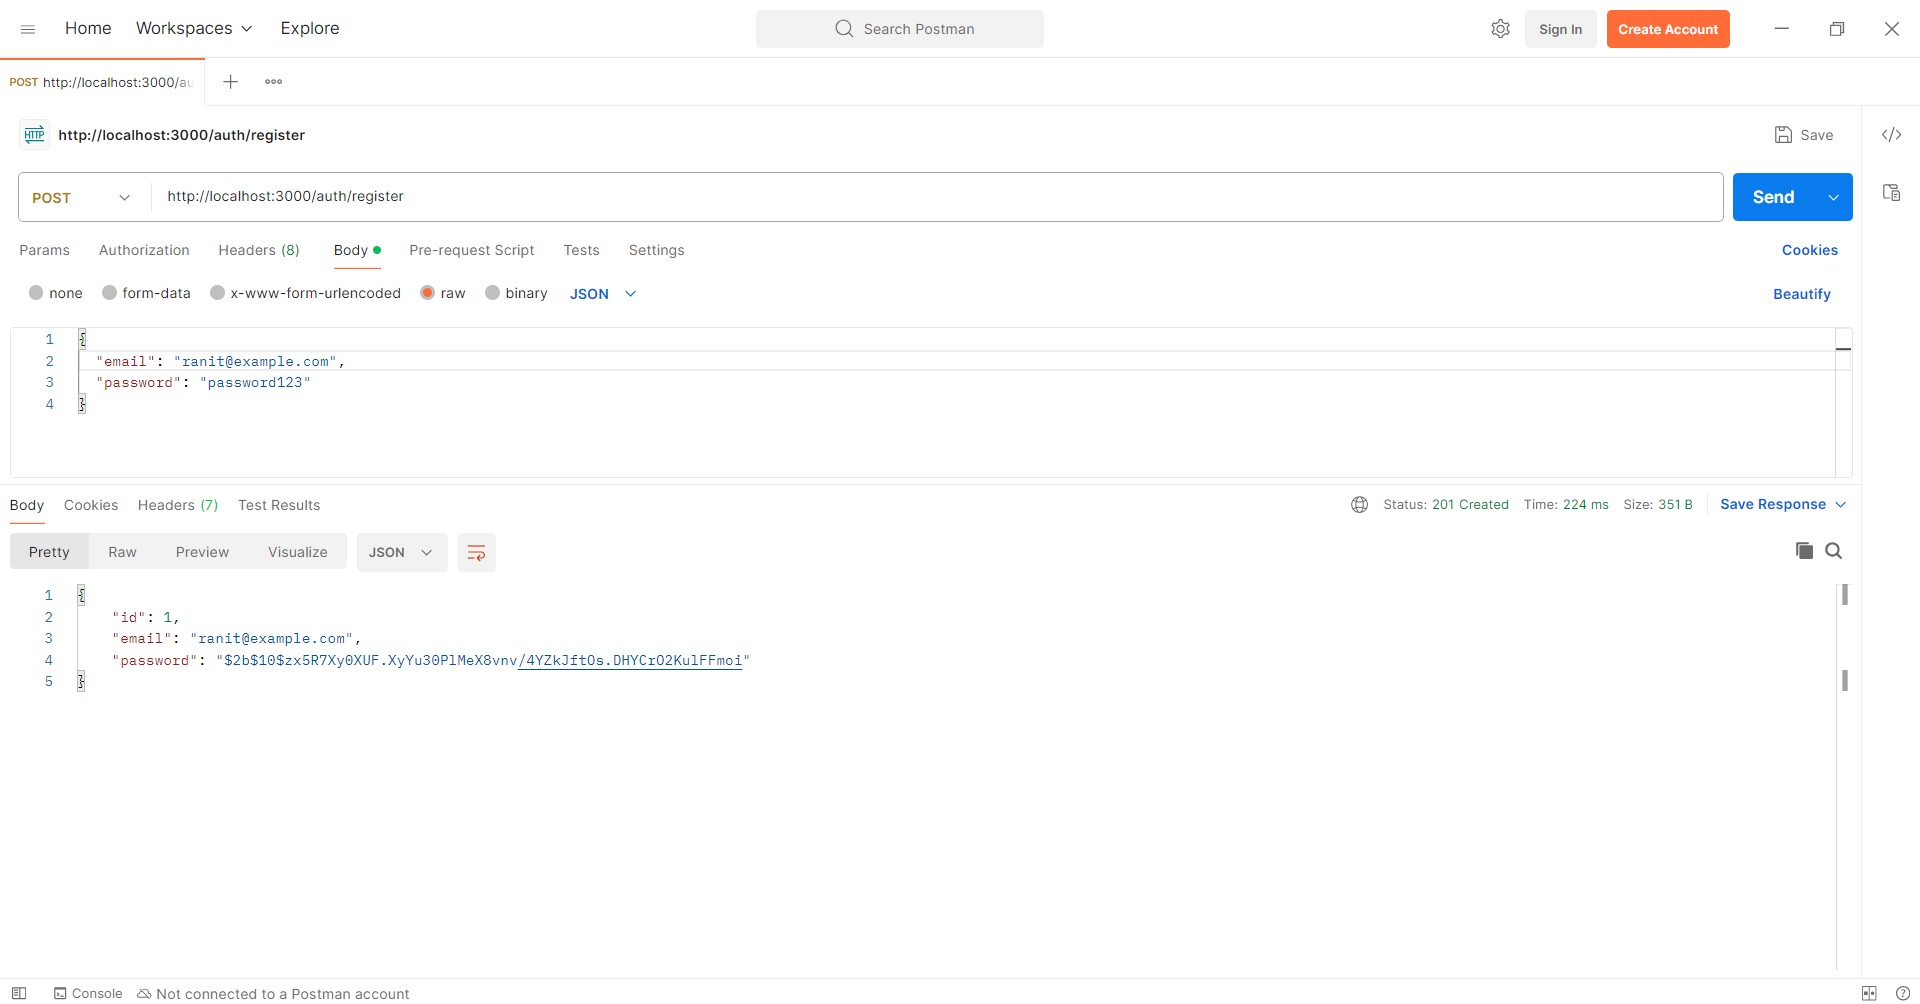 Home Workspaces Explore Search Postman Sign In Create Account
POST http://localhost:3000/au
HTTP http://localhost:3000/auth/register Save </>
POST http://localhost:3000/auth/register Send
Params Authorization Headers (8) Body Pre-request Script Tests Settings Cookies
none form-data x-www-form-urlencoded raw binary JSON Beautify
1 {
2 "email": "ranit@example.com",
3 "password": "password123"
4 }
Body Cookies Headers (7) Test Results Status: 201 Created Time: 224 ms Size: 351 B Save Response
Pretty Raw Preview Visualize JSON
1 {
2 "id": 1,
3 "email": "ranit@example.com",
4 "password": "$2b$10$zx5R7Xy0XUF.XyYu30PlMeX8vnv/4YZkJftOs.DHYCrO2KulFFmoi"
5 }
Console Not connected to a Postman account